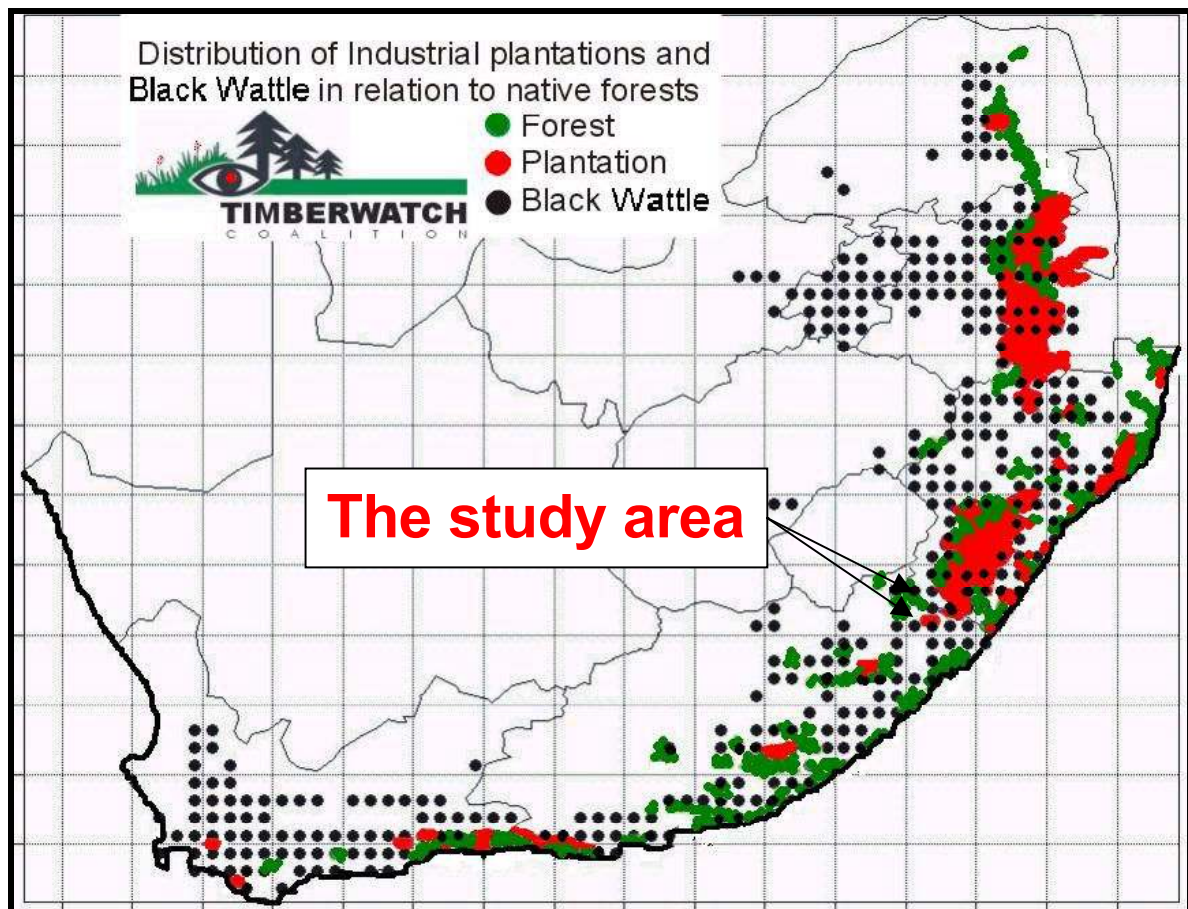 Distribution of Industrial plantations and
Black Wattle in relation to native forests
Forest
Plantation
Black Wattle
TIMBERWATCH
COALITION
The study area